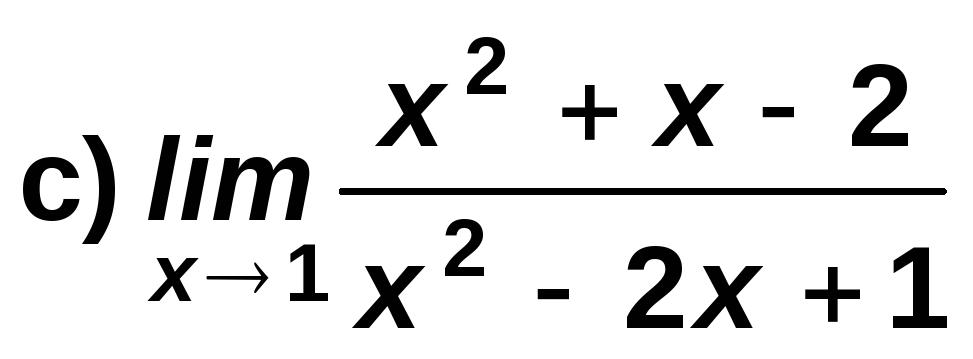 c) lim x→1 x² + x - 2 / x² - 2x + 1